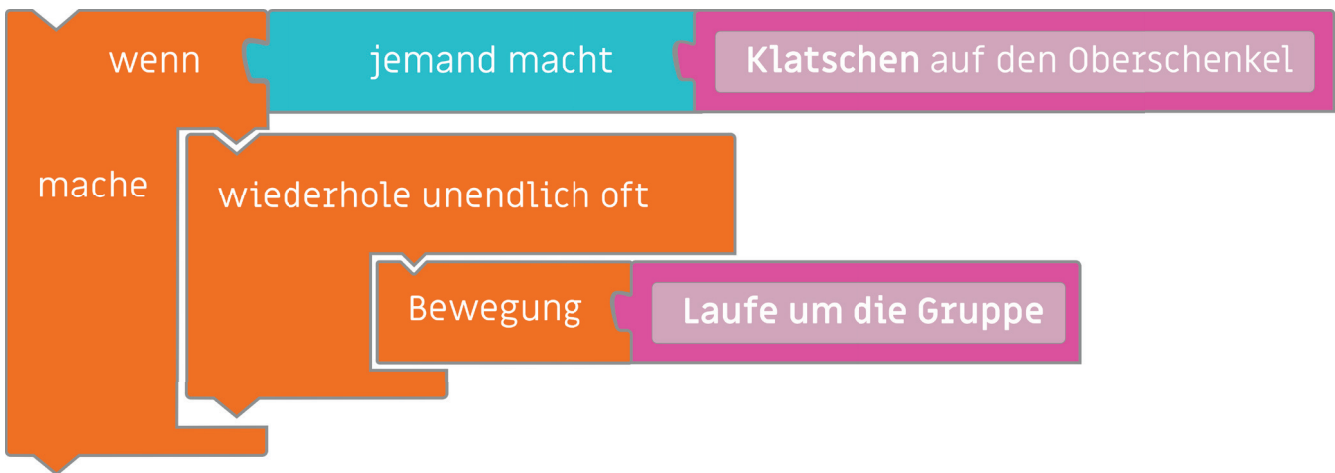 wenn jemand macht Klatschen auf den Oberschenkel
mache
wiederhole unendlich oft
Bewegung Laufe um die Gruppe